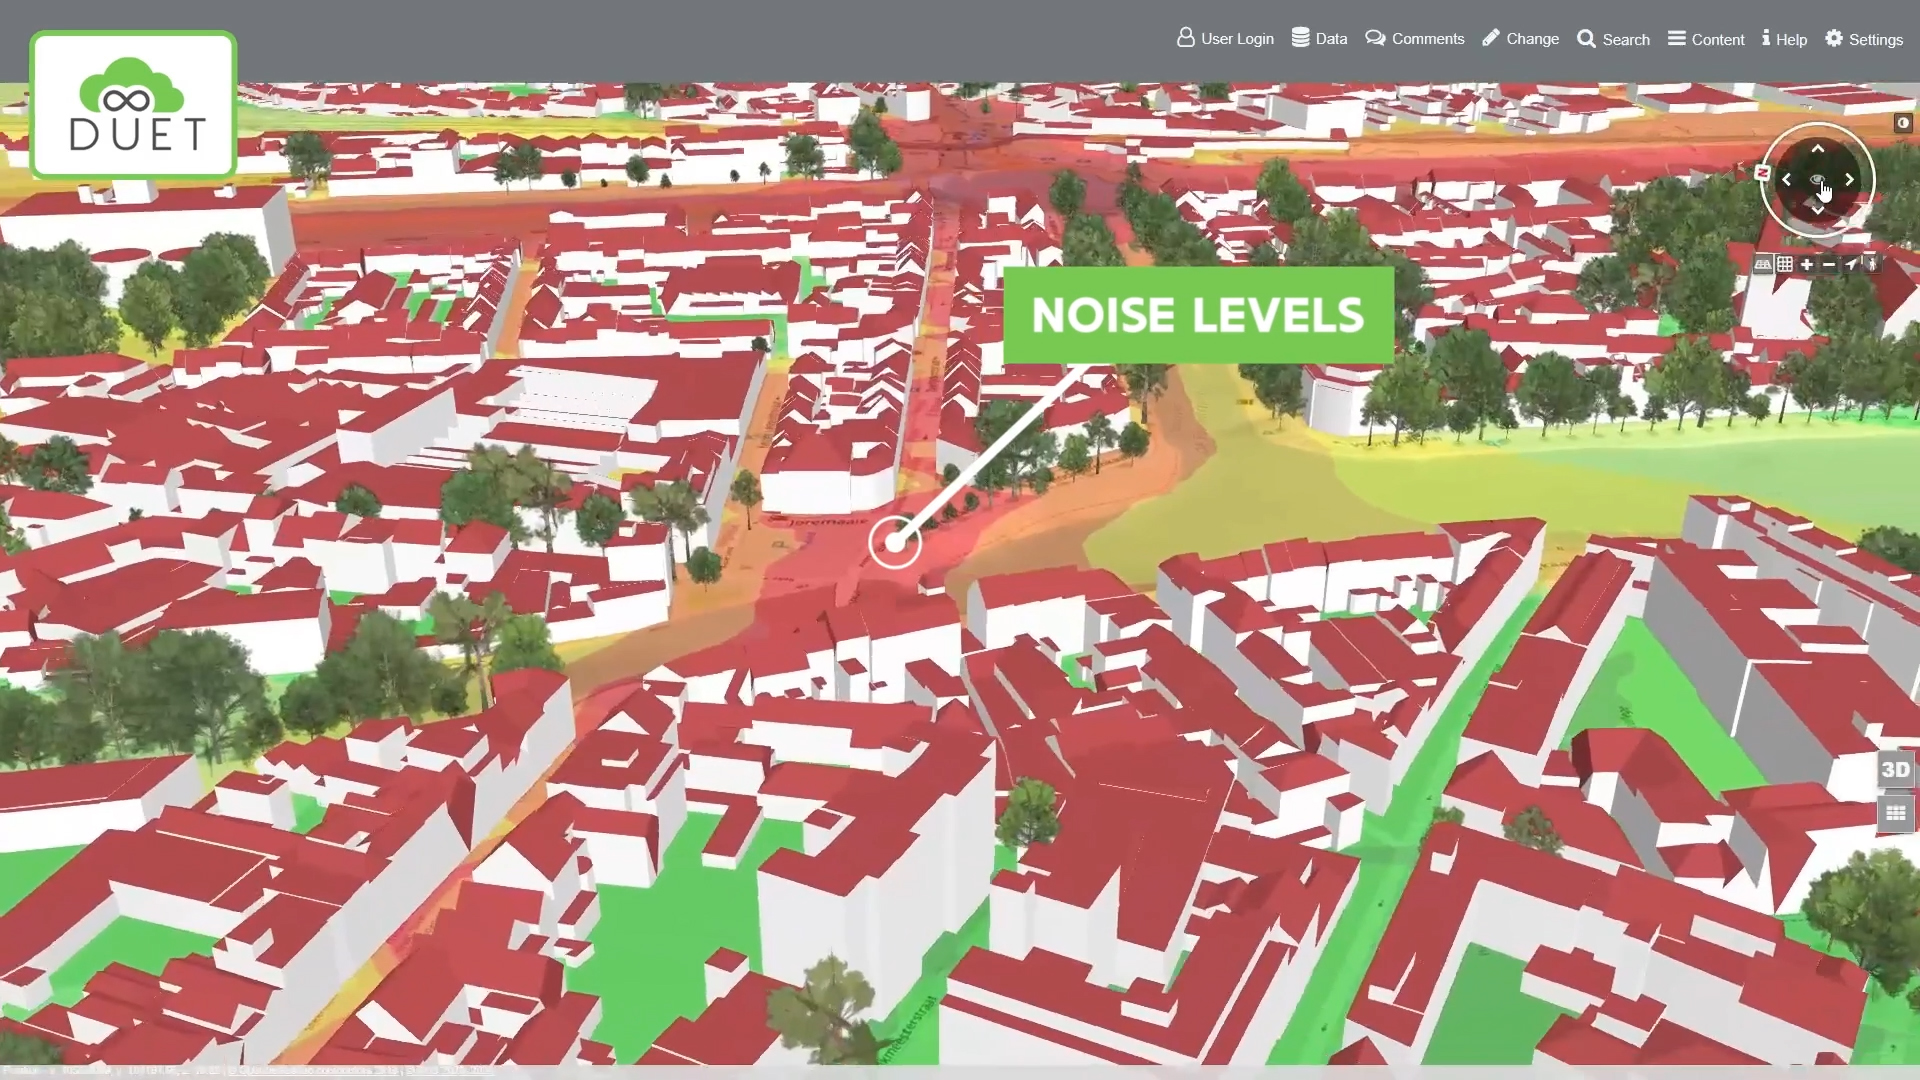 DUET
User Login
Data
Comments
Change
Search
Content
Help
Settings
N
NOISE LEVELS
3D